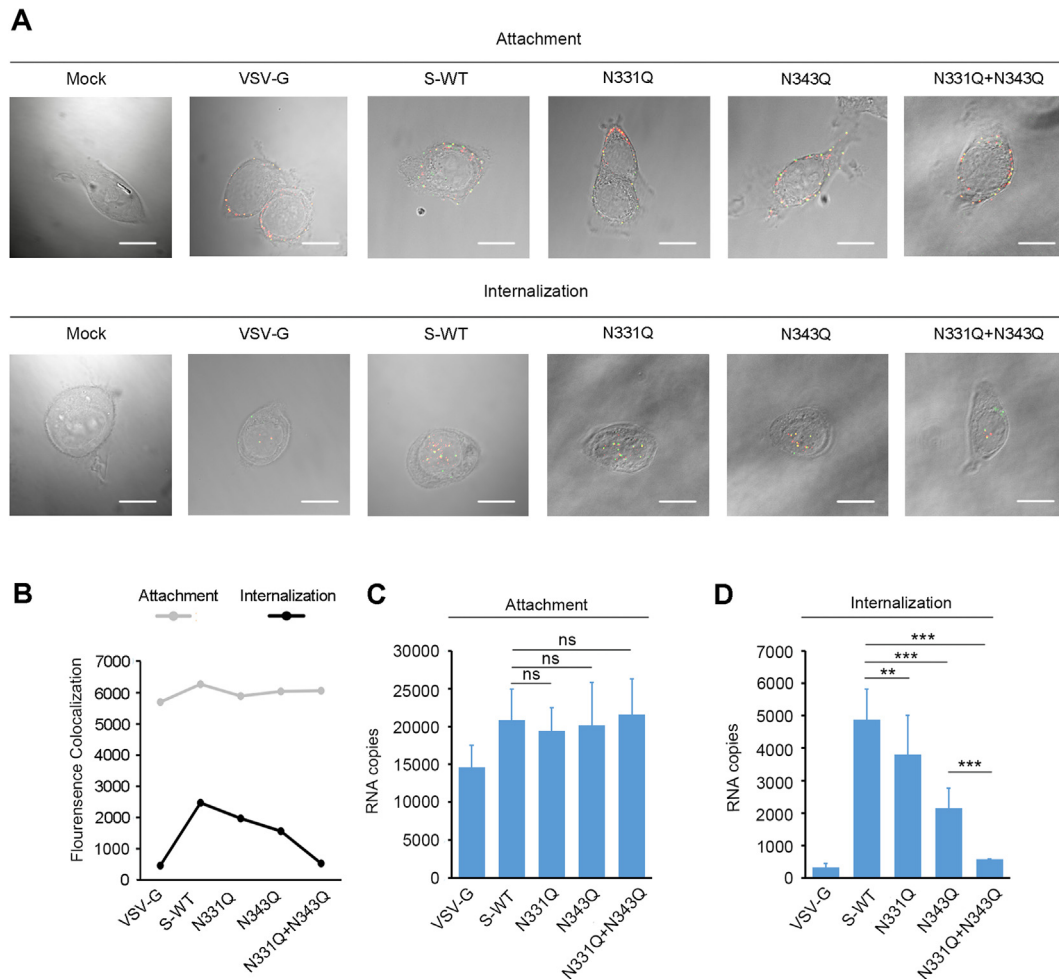 A
Attachment
Mock VSV-G S-WT N331Q N343Q N331Q+N343Q
Internalization
Mock VSV-G S-WT N331Q N343Q N331Q+N343Q
B
Attachment Internalization
Flourensence Colocalization
7000
6000
5000
4000
3000
2000
1000
0
VSV-G S-WT N331Q N343Q N331Q+N343Q
C
Attachment
RNA copies
30000
25000
20000
15000
10000
5000
0
ns
ns
ns
VSV-G S-WT N331Q N343Q N331Q+N343Q
D
Internalization
RNA copies
7000
6000
5000
4000
3000
2000
1000
0
***
***
**
***
VSV-G S-WT N331Q N343Q N331Q+N343Q